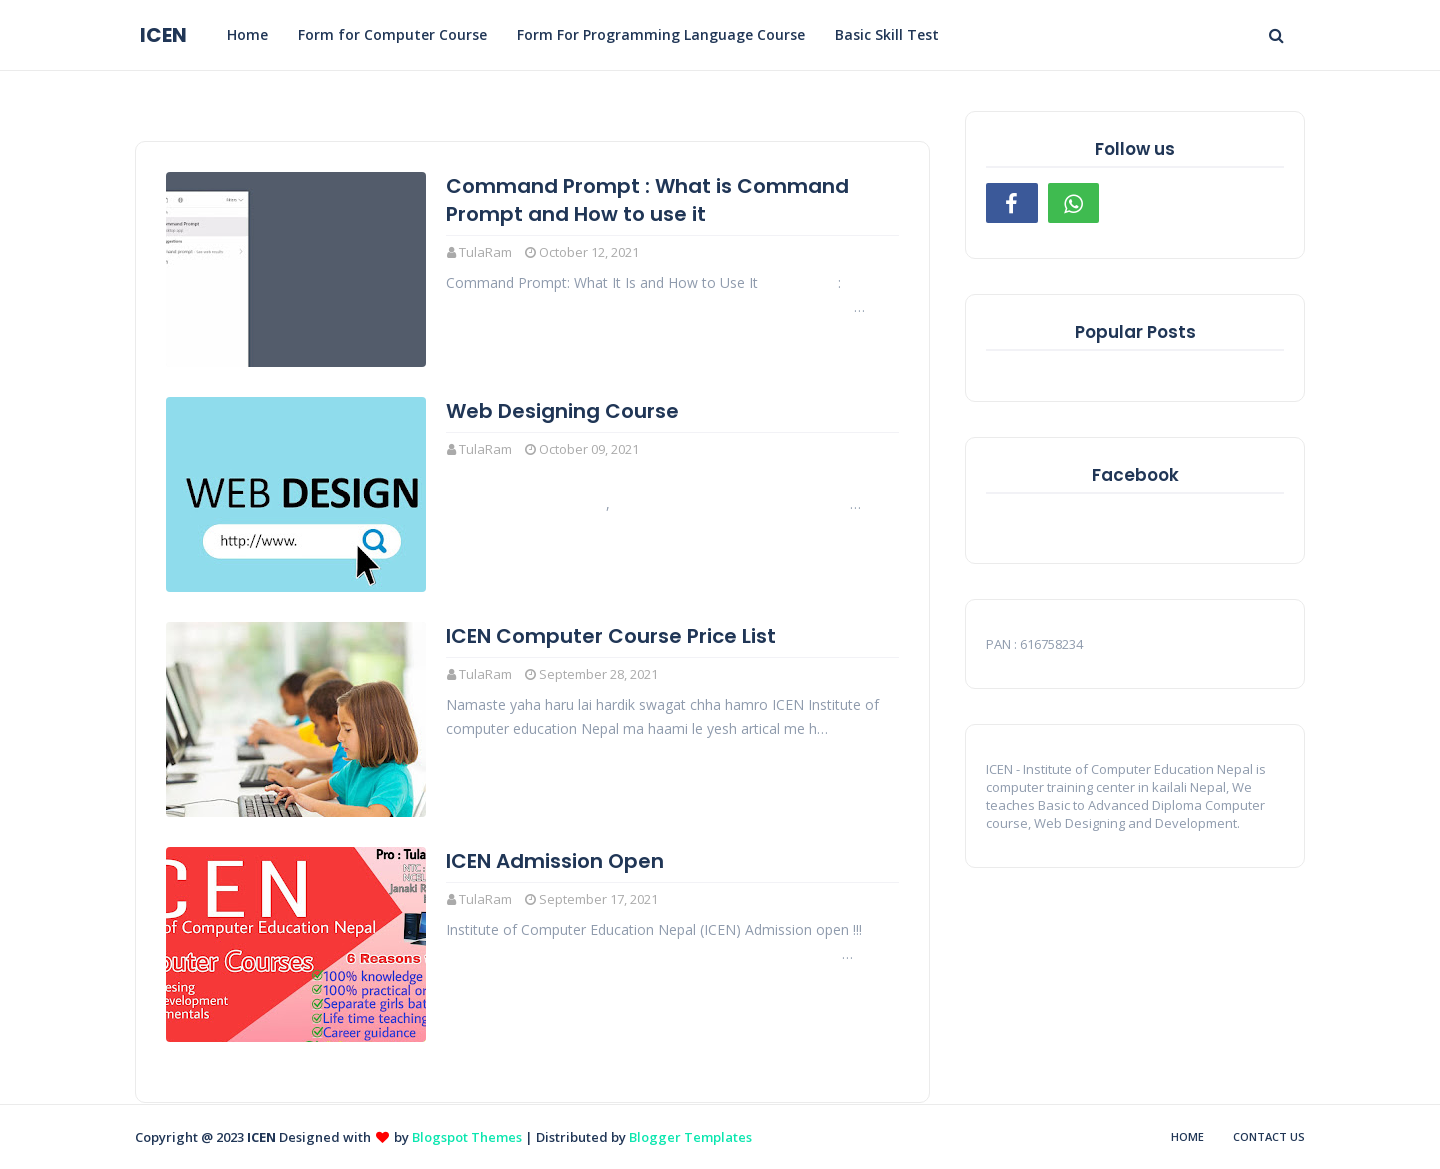 ICEN
Home
Form for Computer Course
Form For Programming Language Course
Basic Skill Test
Command Prompt : What is Command
Prompt and How to use it
TulaRam October 12, 2021
Command Prompt: What It Is and How to Use It :
…
WEB DESIGN
http://www.
Web Designing Course
TulaRam October 09, 2021
, …
ICEN Computer Course Price List
TulaRam September 28, 2021
Namaste yaha haru lai hardik swagat chha hamro ICEN Institute of
computer education Nepal ma haami le yesh artical me h…
Pro : Tula
CEN
Janaki R
of Computer Education Nepal
puter Courses
6 Reasons
esing
evelopment
mentals
100% knowledge
100% practical or
Separate girls bat
Life time teaching
Career guidance
ICEN Admission Open
TulaRam September 17, 2021
Institute of Computer Education Nepal (ICEN) Admission open !!!
…
Follow us
Popular Posts
Facebook
PAN : 616758234
ICEN - Institute of Computer Education Nepal is
computer training center in kailali Nepal, We
teaches Basic to Advanced Diploma Computer
course, Web Designing and Development.
Copyright @ 2023 ICEN Designed with ❤ by Blogspot Themes | Distributed by Blogger Templates
HOME
CONTACT US